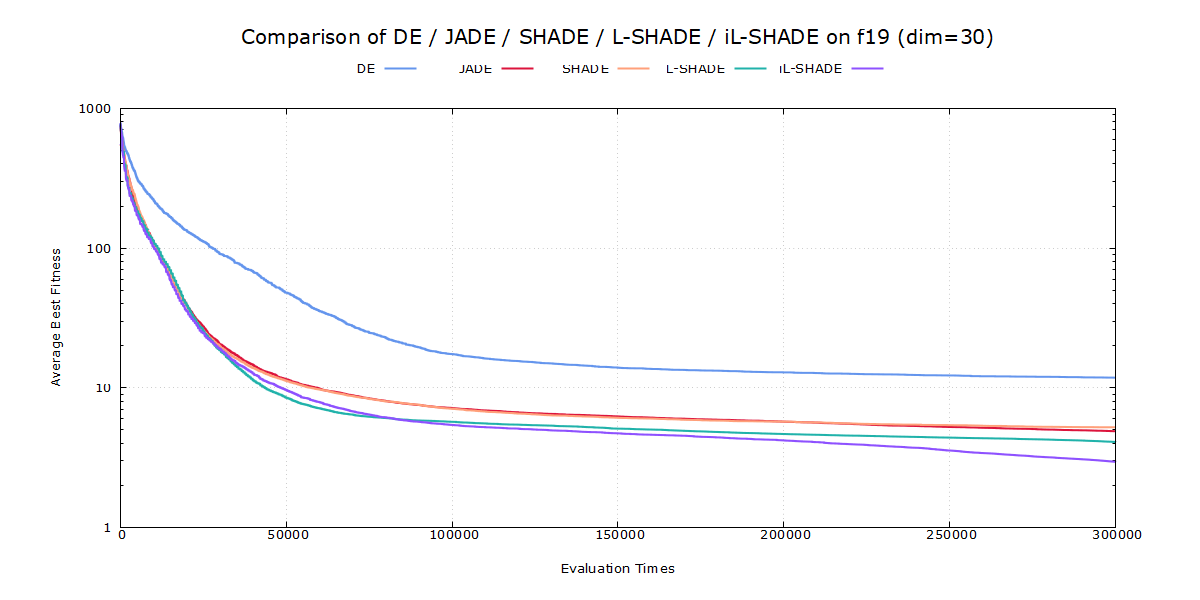 Comparison of DE / JADE / SHADE / L-SHADE / iL-SHADE on f19 (dim=30)
DE JADE SHADE L-SHADE iL-SHADE
1000
100
10
1
Average Best Fitness
0 50000 100000 150000 200000 250000 300000
Evaluation Times